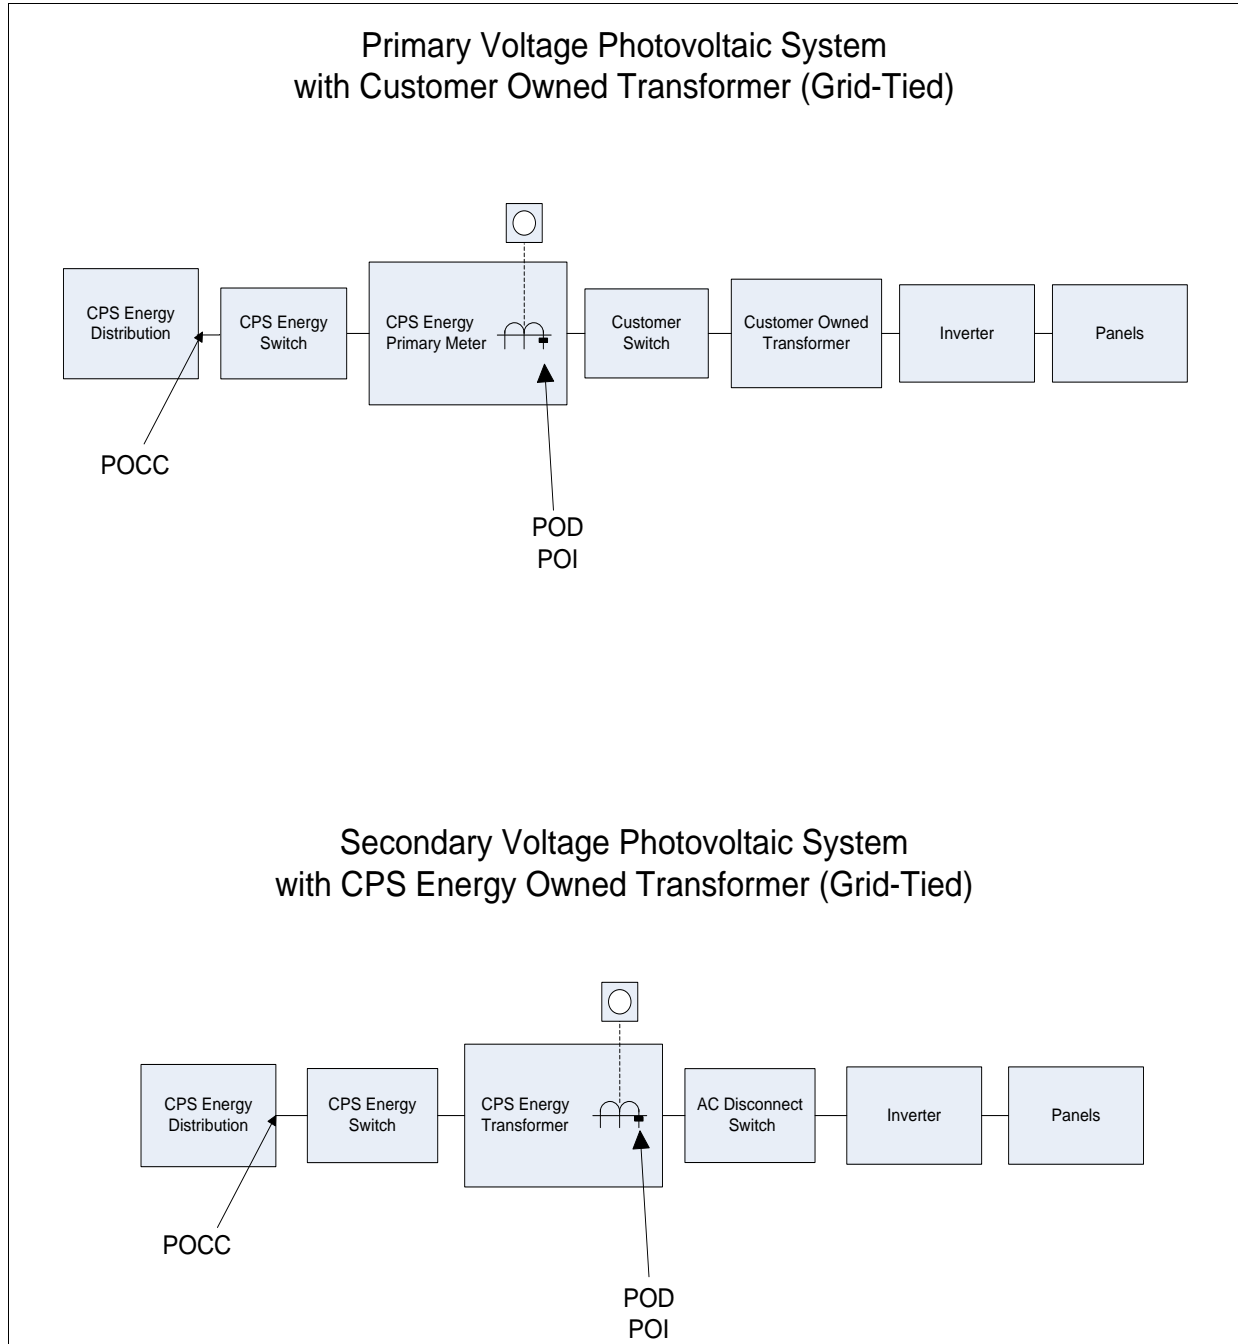 Primary Voltage Photovoltaic System
with Customer Owned Transformer (Grid-Tied)
CPS Energy
Distribution
CPS Energy
Switch
CPS Energy
Primary Meter
Customer
Switch
Customer Owned
Transformer
Inverter
Panels
POCC
POD
POI
Secondary Voltage Photovoltaic System
with CPS Energy Owned Transformer (Grid-Tied)
CPS Energy
Distribution
CPS Energy
Switch
CPS Energy
Transformer
AC Disconnect
Switch
Inverter
Panels
POCC
POD
POI